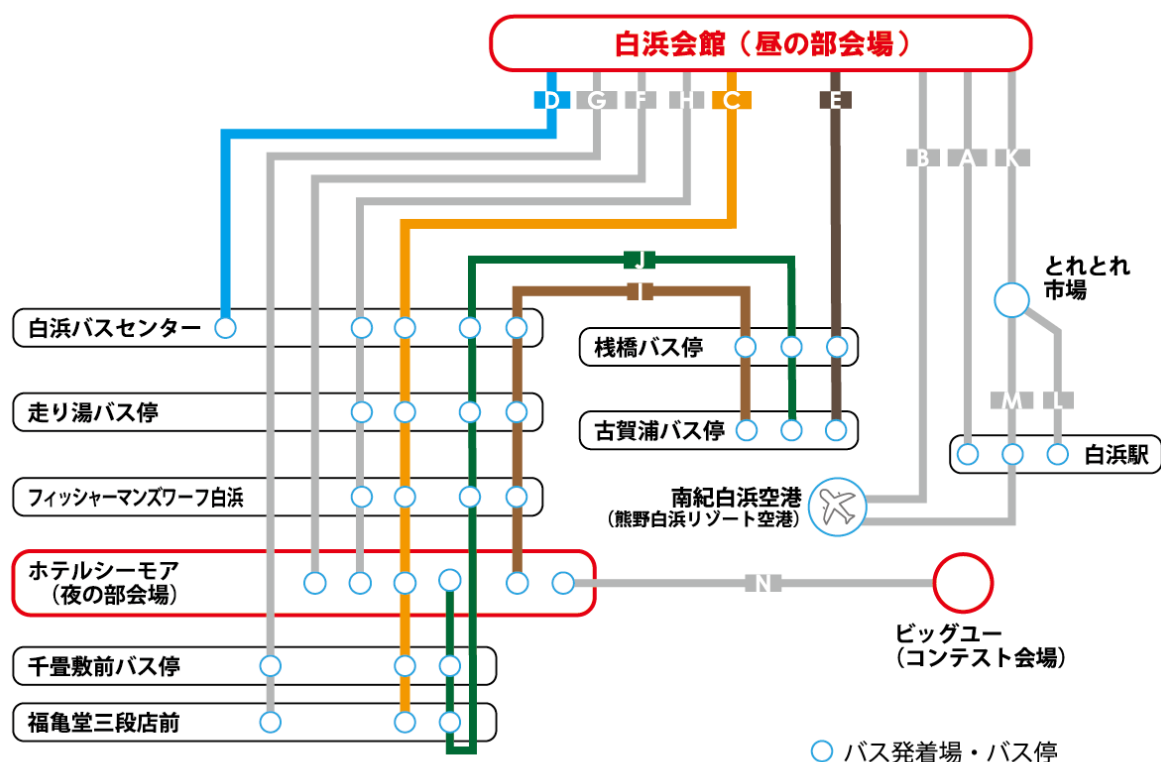 白浜会館（昼の部会場）
D
G
F
H
C
E
B
A
K
J
I
とれとれ
市場
白浜バスセンター
桟橋バス停
走り湯バス停
古賀浦バス停
M
L
白浜駅
フィッシャーマンズワーフ白浜
南紀白浜空港
（熊野白浜リゾート空港）
ホテルシーモア
（夜の部会場）
N
ビッグユー
（コンテスト会場）
千畳敷前バス停
福亀堂三段店前
バス発着場・バス停